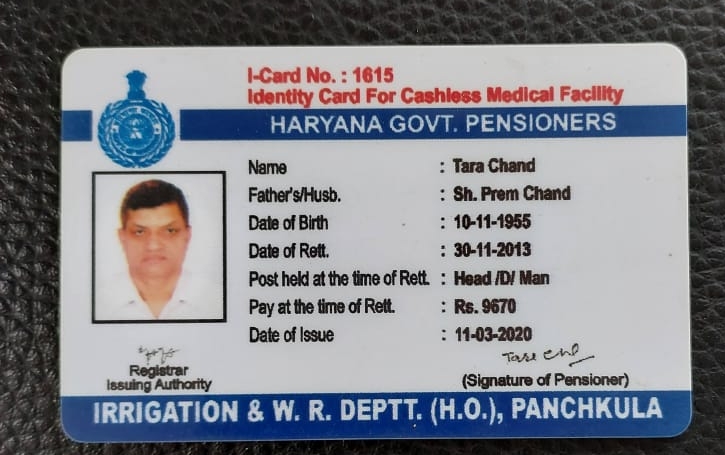 I-Card No. : 1615
Identity Card For Cashless Medical Facility
HARYANA GOVT. PENSIONERS
Name : Tara Chand
Father's/Husb. : Sh. Prem Chand
Date of Birth : 10-11-1955
Date of Rett. : 30-11-2013
Post held at the time of Rett. : Head /D/ Man
Pay at the time of Rett. : Rs. 9670
Date of Issue : 11-03-2020
Registrar
Issuing Authority
(Signature of Pensioner)
IRRIGATION & W. R. DEPTT. (H.O.), PANCHKULA